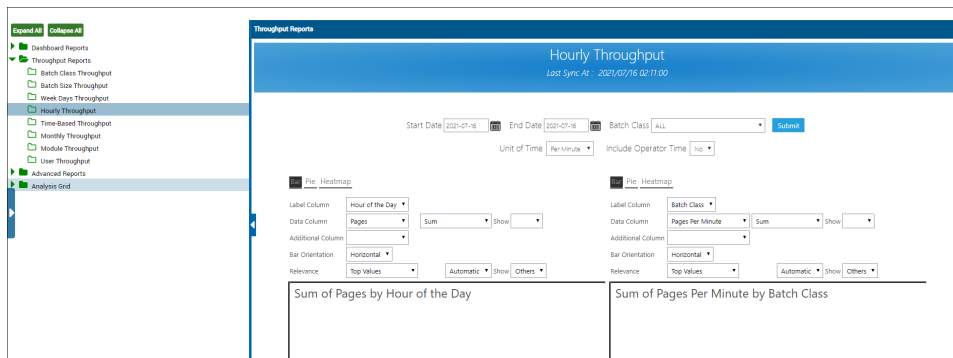 Expand All Collapse All
Dashboard Reports
Throughput Reports
Batch Class Throughput
Batch Size Throughput
Week Days Throughput
Hourly Throughput
Time-Based Throughput
Monthly Throughput
Module Throughput
User Throughput
Advanced Reports
Analysis Grid
Throughput Reports
Hourly Throughput
Last Sync At : 2021/07/16 02:11:00
Start Date 2021-07-16 End Date 2021-07-16 Batch Class ALL Submit
Unit of Time Per Minute Include Operator Time No
Bar Pie Heatmap
Label Column Hour of the Day
Data Column Pages Sum Show
Additional Column
Bar Orientation Horizontal
Relevance Top Values Automatic Show Others
Sum of Pages by Hour of the Day
Bar Pie Heatmap
Label Column Batch Class
Data Column Pages Per Minute Sum Show
Additional Column
Bar Orientation Horizontal
Relevance Top Values Automatic Show Others
Sum of Pages Per Minute by Batch Class